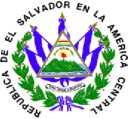 REPUBLICA DE EL SALVADOR EN LA AMERICA CENTRAL